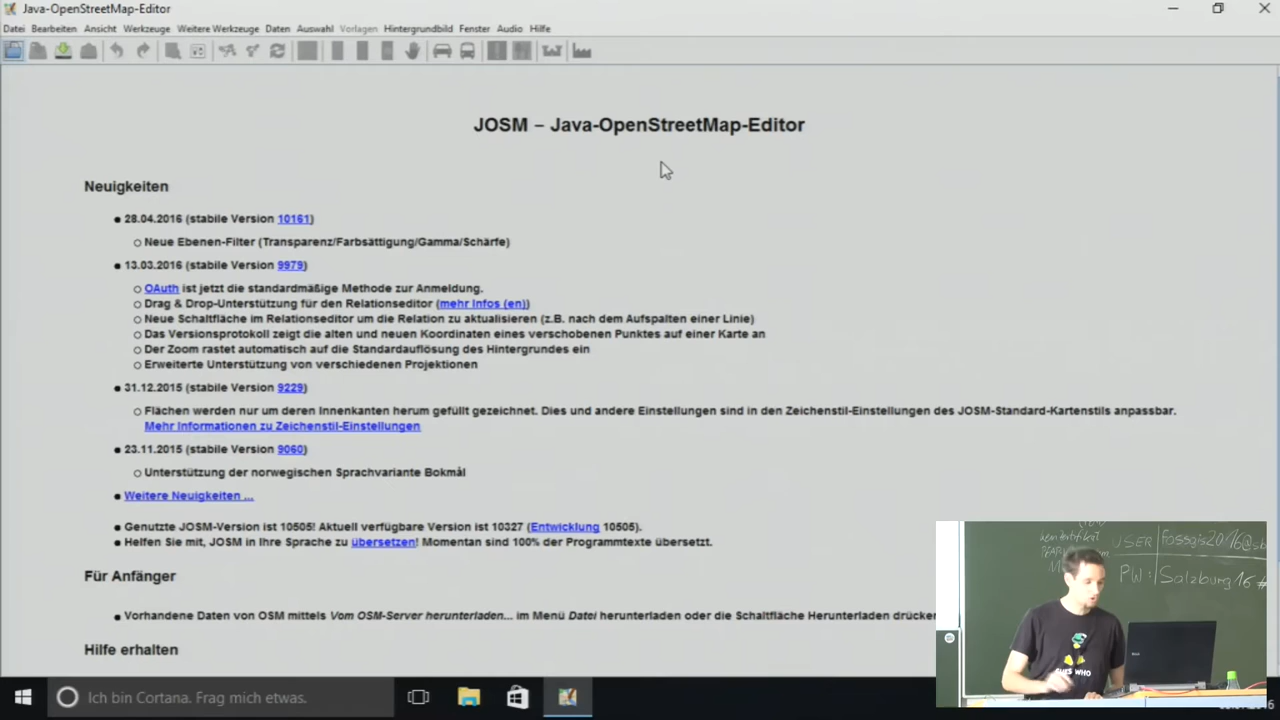 Java-OpenStreetMap-Editor
Datei Bearbeiten Ansicht Werkzeuge Weitere Werkzeuge Daten Auswahl Vorlagen Hintergrundbild Fenster Audio Hilfe
JOSM – Java-OpenStreetMap-Editor
Neuigkeiten
28.04.2016 (stabile Version 10161)
Neue Ebenen-Filter (Transparenz/Farbsättigung/Gamma/Schärfe)
13.03.2016 (stabile Version 9979)
OAuth ist jetzt die standardmäßige Methode zur Anmeldung.
Drag & Drop-Unterstützung für den Relationseditor (mehr Infos (en))
Neue Schaltfläche im Relationseditor um die Relation zu aktualisieren (z.B. nach dem Aufspalten einer Linie)
Das Versionsprotokoll zeigt die alten und neuen Koordinaten eines verschobenen Punktes auf einer Karte an
Der Zoom rastet automatisch auf die Standardauflösung des Hintergrundes ein
Erweiterte Unterstützung von verschiedenen Projektionen
31.12.2015 (stabile Version 9229)
Flächen werden nur um deren Innenkanten herum gefüllt gezeichnet. Dies und andere Einstellungen sind in den Zeichenstil-Einstellungen des JOSM-Standard-Kartenstils anpassbar.
Mehr Informationen zu Zeichenstil-Einstellungen
23.11.2015 (stabile Version 9060)
Unterstützung der norwegischen Sprachvariante Bokmål
Weitere Neuigkeiten ...
Genutzte JOSM-Version ist 10505! Aktuell verfügbare Version ist 10327 (Entwicklung 10505).
Helfen Sie mit, JOSM in Ihre Sprache zu übersetzen! Momentan sind 100% der Programmtexte übersetzt.
Für Anfänger
Vorhandene Daten von OSM mittels Vom OSM-Server herunterladen... im Menü Datei herunterladen oder die Schaltfläche Herunterladen drücken
Hilfe erhalten
USER fossgis2016@sb
PW: Salzburg16#
GUES WHO
Ich bin Cortana. Frag mich etwas.